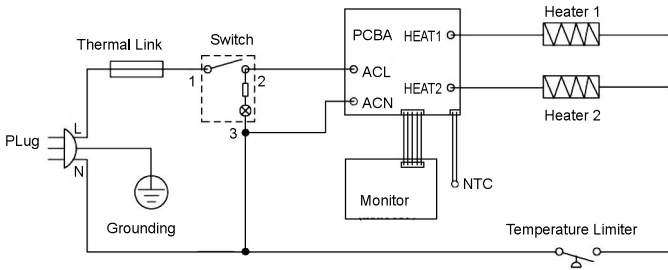 Thermal Link
Switch
1
2
3
PCBA
HEAT1
ACL
HEAT2
ACN
Heater 1
Heater 2
PLug
L
N
Grounding
Monitor
NTC
Temperature Limiter